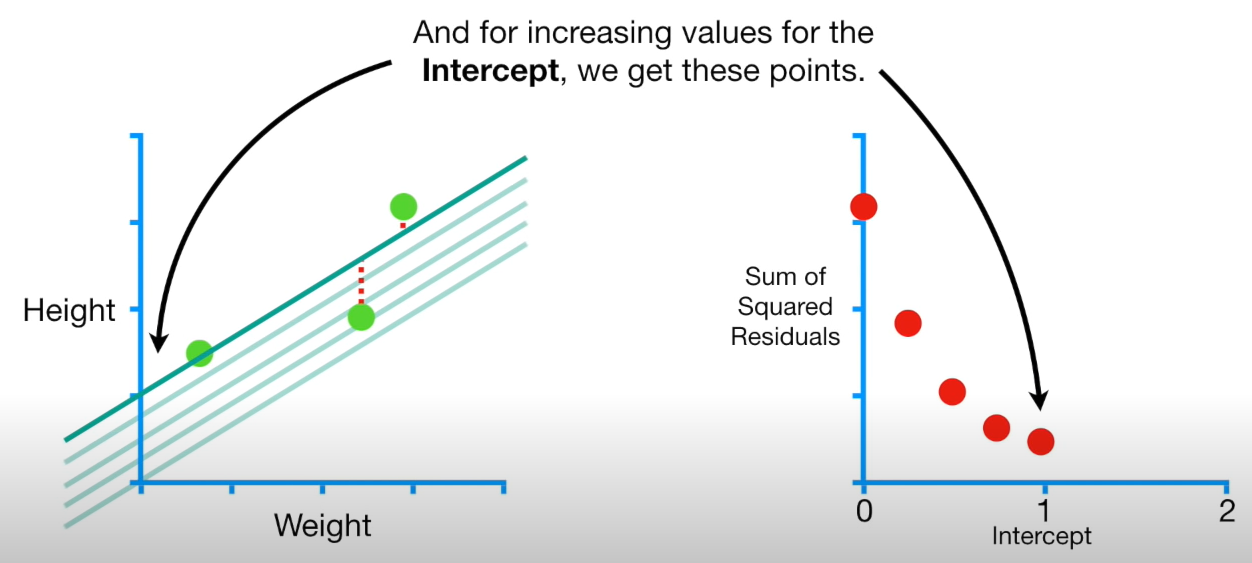 And for increasing values for the
Intercept, we get these points.
Height
Weight
Sum of
Squared
Residuals
0
1
2
Intercept